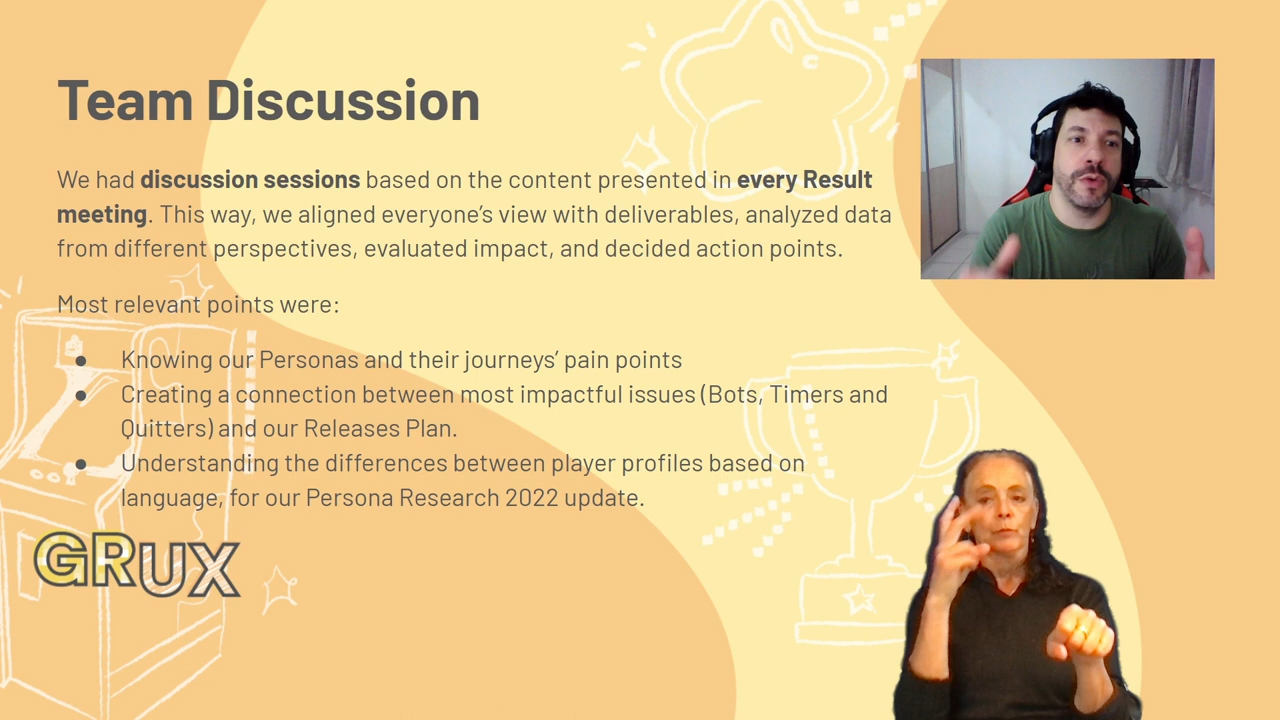 Team Discussion
We had discussion sessions based on the content presented in every Result
meeting. This way, we aligned everyone’s view with deliverables, analyzed data
from different perspectives, evaluated impact, and decided action points.
Most relevant points were:
● Knowing our Personas and their journeys’ pain points
● Creating a connection between most impactful issues (Bots, Timers and
Quitters) and our Releases Plan.
● Understanding the differences between player profiles based on
language, for our Persona Research 2022 update.
GRUX